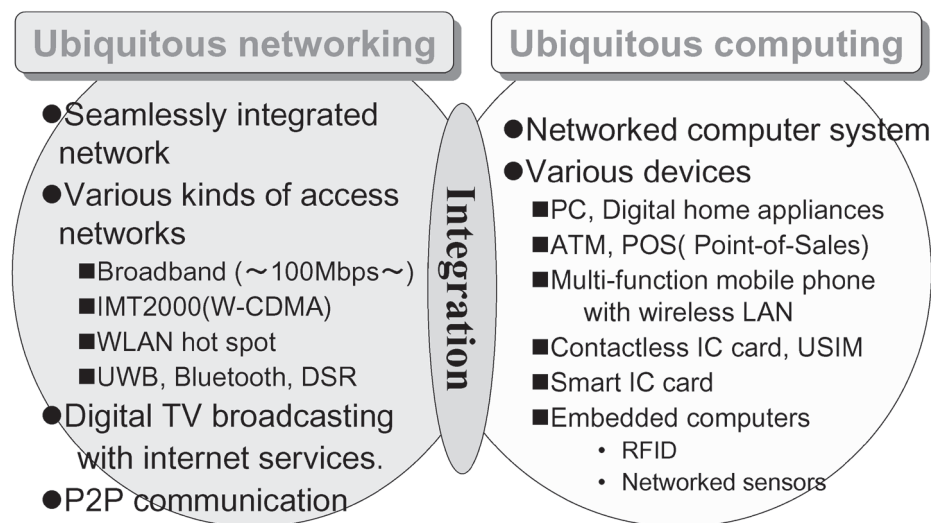 Ubiquitous networking
●Seamlessly integrated
network
●Various kinds of access
networks
■Broadband (～100Mbps～)
■IMT2000(W-CDMA)
■WLAN hot spot
■UWB, Bluetooth, DSR
●Digital TV broadcasting
with internet services.
●P2P communication
Integration
Ubiquitous computing
●Networked computer system
●Various devices
■PC, Digital home appliances
■ATM, POS( Point-of-Sales)
■Multi-function mobile phone
with wireless LAN
■Contactless IC card, USIM
■Smart IC card
■Embedded computers
• RFID
• Networked sensors